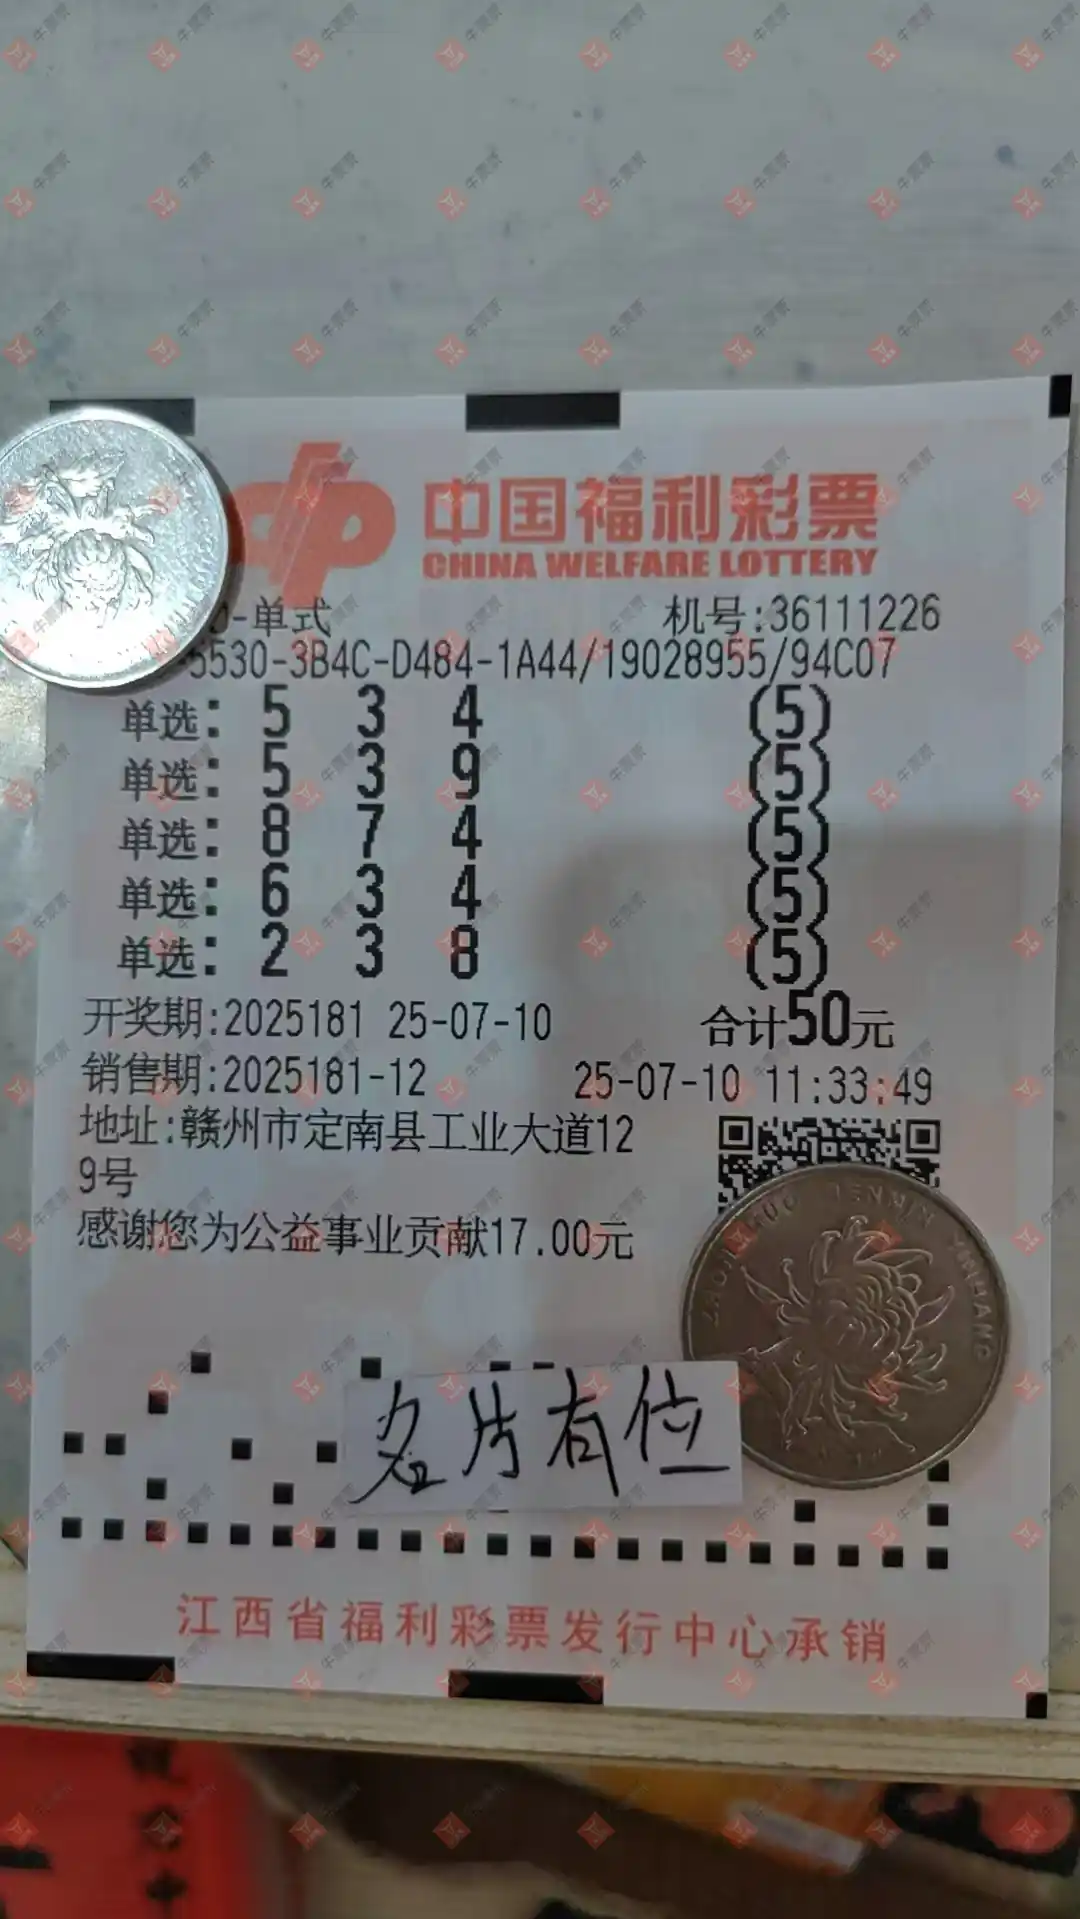 中国福利彩票
CHINA WELFARE LOTTERY
D-单式 机号:36111226
5530-3B4C-D484-1A44/19028955/94C07
单选: 5 3 4 (5)
单选: 5 3 9 (5)
单选: 8 7 4 (5)
单选: 6 3 4 (5)
单选: 2 3 8 (5)
开奖期:2025181 25-07-10 合计50元
销售期:2025181-12 25-07-10 11:33:49
地址:赣州市定南县工业大道12
9号
感谢您为公益事业贡献17.00元
片有位
江西省福利彩票发行中心承销